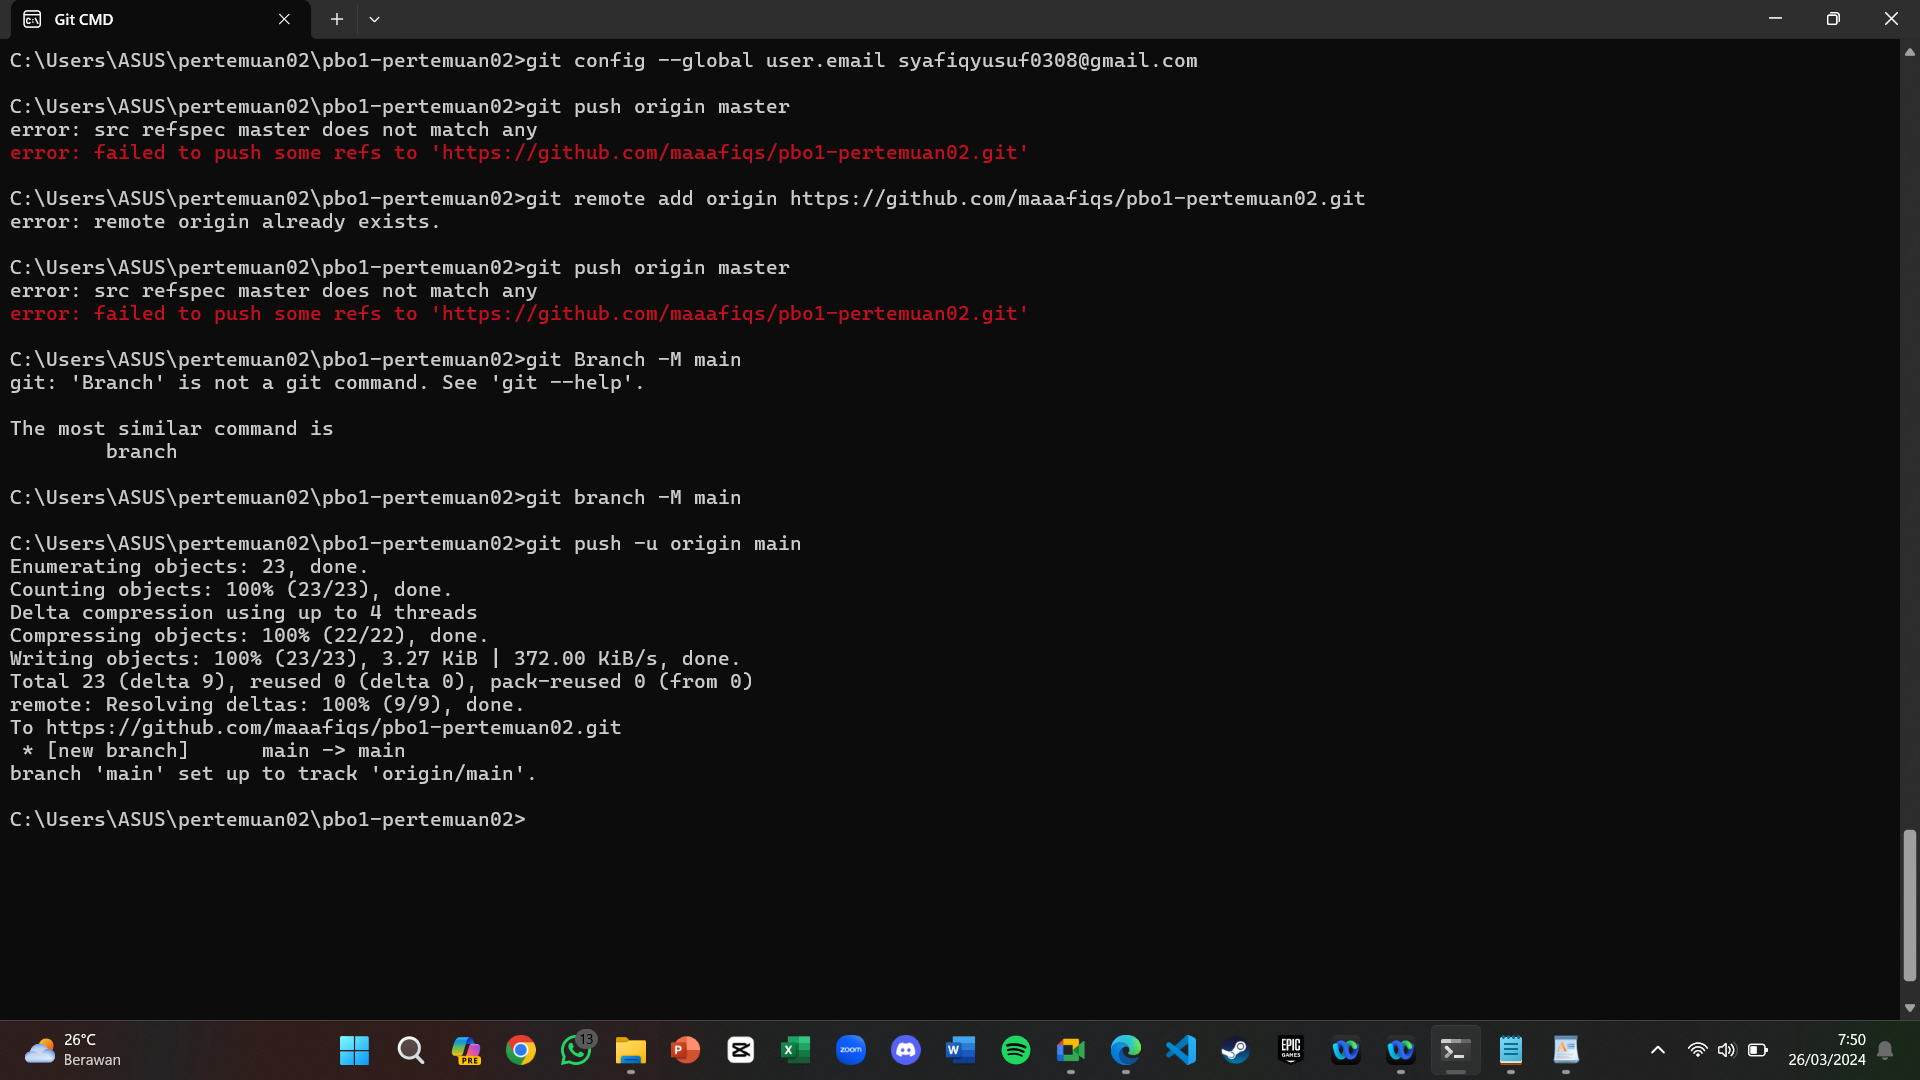 Git CMD
C:\Users\ASUS\pertemuan02\pbo1-pertemuan02>git config --global user.email syafiqyusuf0308@gmail.com
C:\Users\ASUS\pertemuan02\pbo1-pertemuan02>git push origin master
error: src refspec master does not match any
error: failed to push some refs to 'https://github.com/maaafiqs/pbo1-pertemuan02.git'
C:\Users\ASUS\pertemuan02\pbo1-pertemuan02>git remote add origin https://github.com/maaafiqs/pbo1-pertemuan02.git
error: remote origin already exists.
C:\Users\ASUS\pertemuan02\pbo1-pertemuan02>git push origin master
error: src refspec master does not match any
error: failed to push some refs to 'https://github.com/maaafiqs/pbo1-pertemuan02.git'
C:\Users\ASUS\pertemuan02\pbo1-pertemuan02>git Branch -M main
git: 'Branch' is not a git command. See 'git --help'.
The most similar command is
        branch
C:\Users\ASUS\pertemuan02\pbo1-pertemuan02>git branch -M main
C:\Users\ASUS\pertemuan02\pbo1-pertemuan02>git push -u origin main
Enumerating objects: 23, done.
Counting objects: 100% (23/23), done.
Delta compression using up to 4 threads
Compressing objects: 100% (22/22), done.
Writing objects: 100% (23/23), 3.27 KiB | 372.00 KiB/s, done.
Total 23 (delta 9), reused 0 (delta 0), pack-reused 0 (from 0)
remote: Resolving deltas: 100% (9/9), done.
To https://github.com/maaafiqs/pbo1-pertemuan02.git
 * [new branch]      main -> main
branch 'main' set up to track 'origin/main'.
C:\Users\ASUS\pertemuan02\pbo1-pertemuan02>
26°C
Berawan
PRE
13
zoom
EPIC
GAMES
7:50
26/03/2024